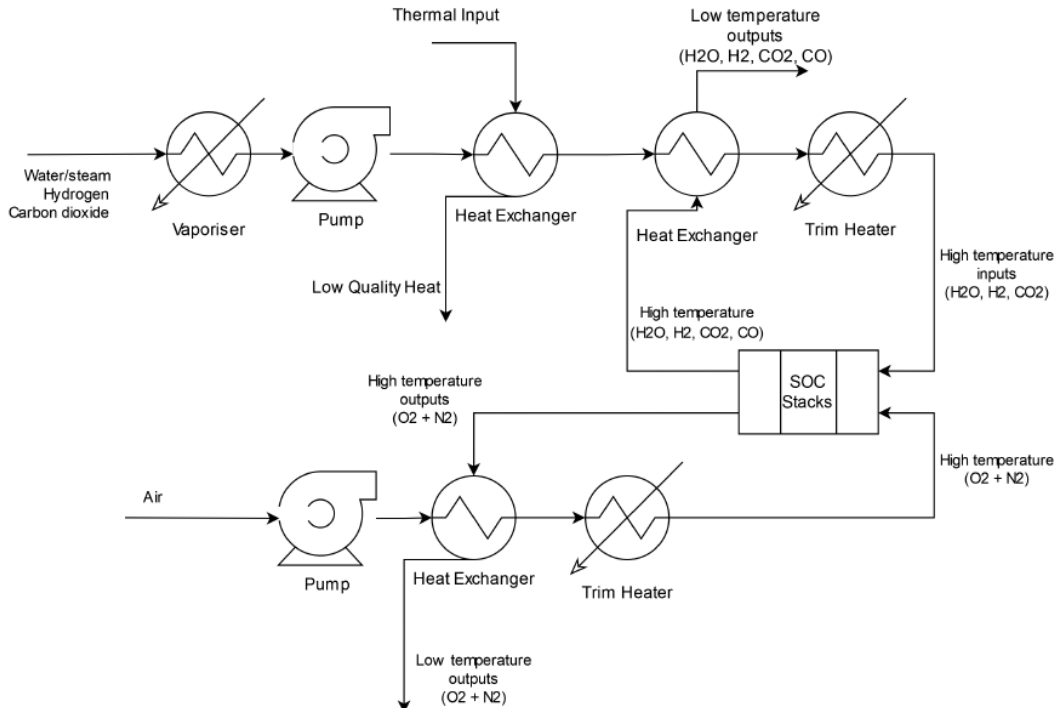 Thermal Input
Low temperature
outputs
(H2O, H2, CO2, CO)
Water/steam
Hydrogen
Carbon dioxide
Vaporiser
Pump
Heat Exchanger
Heat Exchanger
Trim Heater
Low Quality Heat
High temperature
inputs
(H2O, H2, CO2)
High temperature
(H2O, H2, CO2, CO)
SOC
Stacks
High temperature
outputs
(O2 + N2)
High temperature
(O2 + N2)
Air
Pump
Heat Exchanger
Trim Heater
Low temperature
outputs
(O2 + N2)